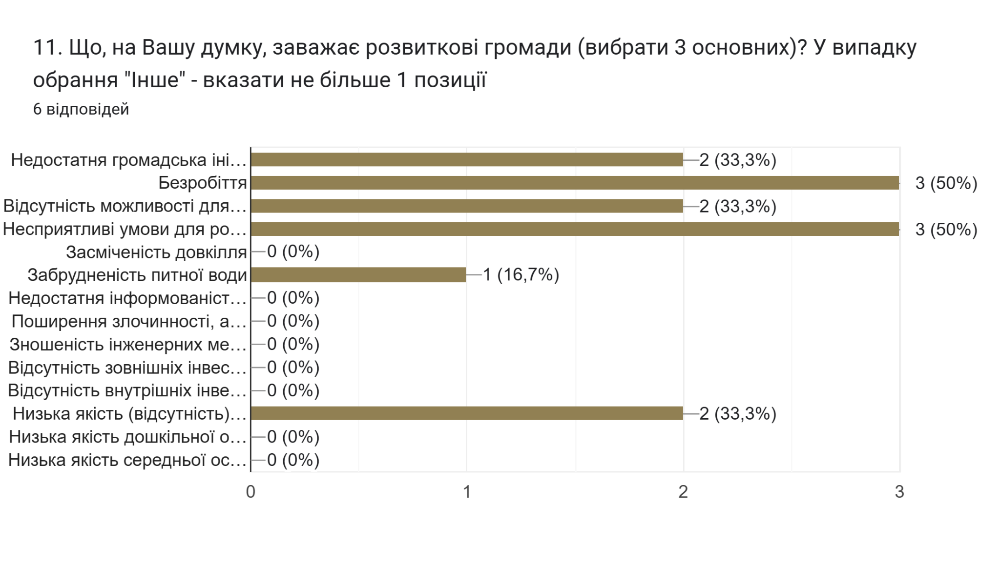 11. Що, на Вашу думку, заважає розвиткові громади (вибрати 3 основних)? У випадку
обрання "Інше" - вказати не більше 1 позиції
6 відповідей
Недостатня громадська іні… 2 (33,3%)
Безробіття 3 (50%)
Відсутність можливості для… 2 (33,3%)
Несприятливі умови для ро… 3 (50%)
Засміченість довкілля 0 (0%)
Забрудненість питної води 1 (16,7%)
Недостатня інформованіст… 0 (0%)
Поширення злочинності, а… 0 (0%)
Зношеність інженерних ме… 0 (0%)
Відсутність зовнішніх інвес… 0 (0%)
Відсутність внутрішніх інве… 0 (0%)
Низька якість (відсутність)… 2 (33,3%)
Низька якість дошкільної о… 0 (0%)
Низька якість середньої ос… 0 (0%)
0 1 2 3